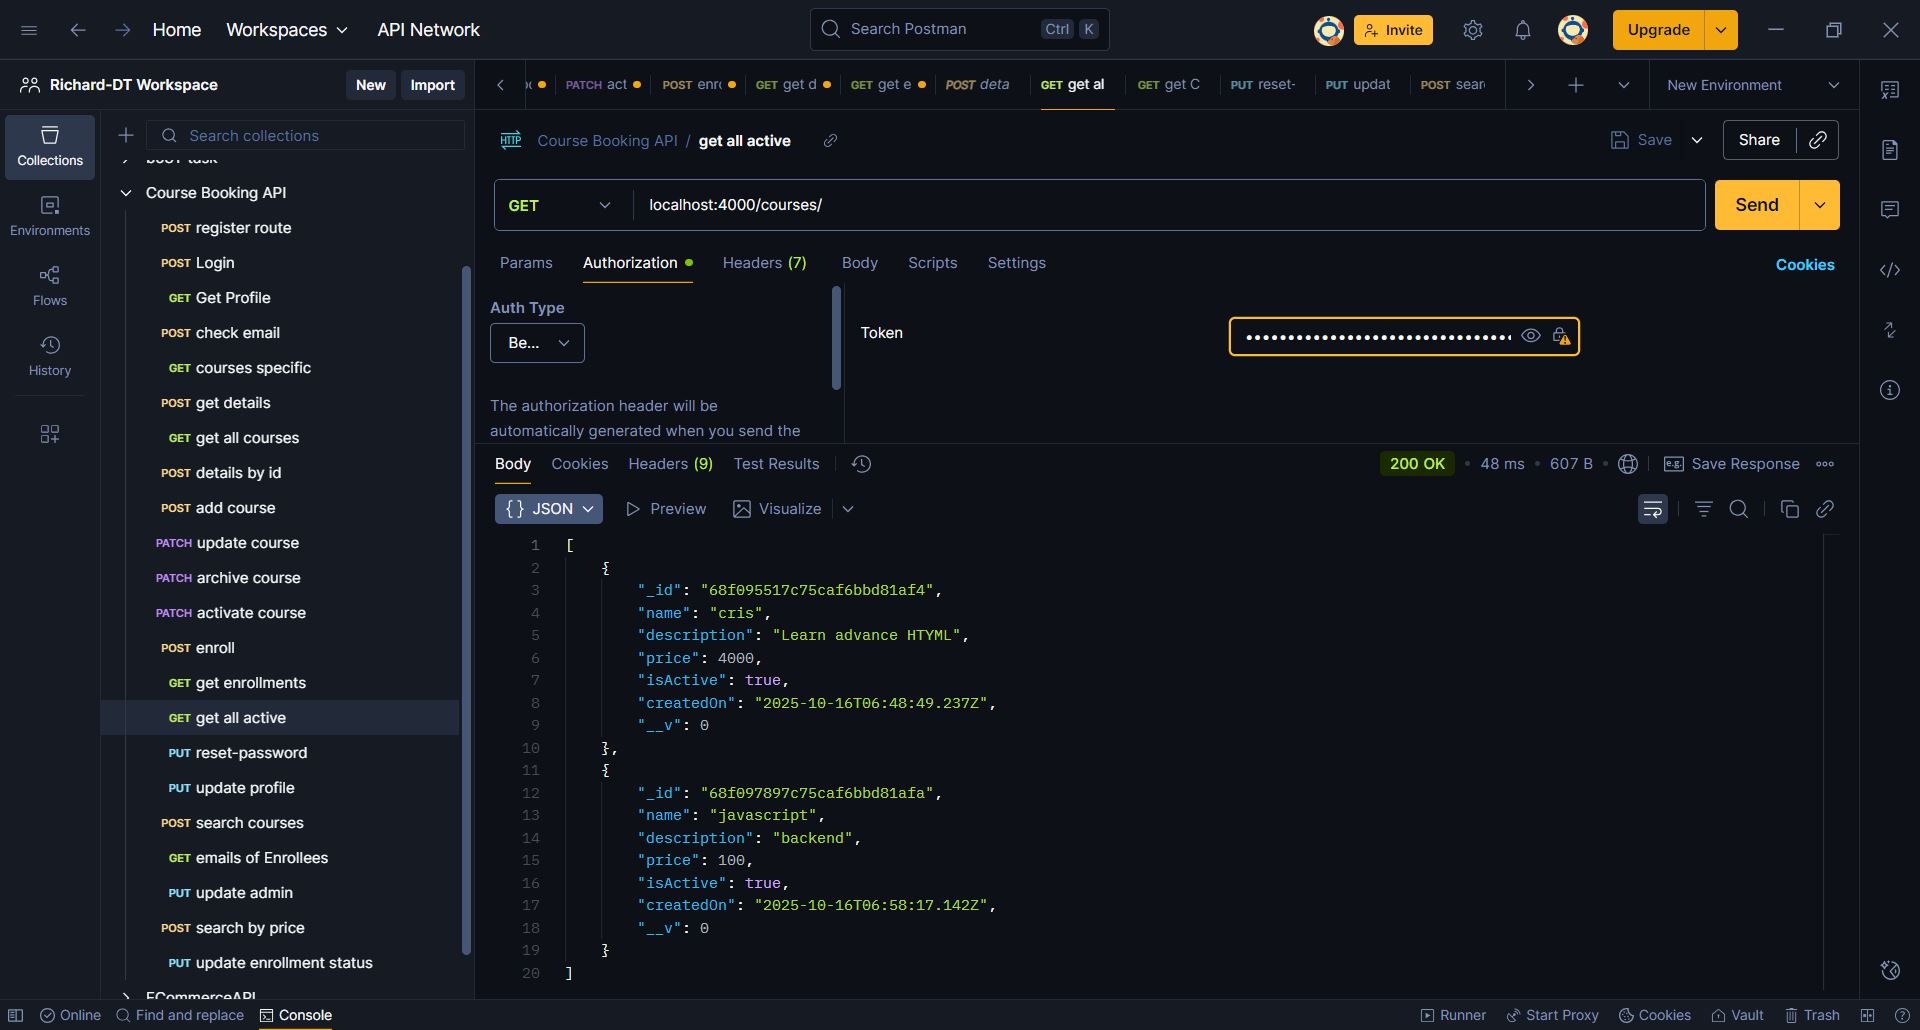 Home Workspaces API Network Search Postman Ctrl K Invite Upgrade
Richard-DT Workspace New Import
PATCH act POST enr GET get d GET get e POST deta GET get al GET get C PUT reset- PUT updat POST sear New Environment
Collections
Environments
Flows
History
Search collections
Course Booking API
POST register route
POST Login
GET Get Profile
POST check email
GET courses specific
POST get details
GET get all courses
POST details by id
POST add course
PATCH update course
PATCH archive course
PATCH activate course
POST enroll
GET get enrollments
GET get all active
PUT reset-password
PUT update profile
POST search courses
GET emails of Enrollees
PUT update admin
POST search by price
PUT update enrollment status
ECommerceAPI
HTTP Course Booking API / get all active Save Share
GET localhost:4000/courses/ Send
Params Authorization Headers (7) Body Scripts Settings Cookies
Auth Type
Be...
The authorization header will be
automatically generated when you send the
Token
Body Cookies Headers (9) Test Results 200 OK • 48 ms • 607 B • e.g. Save Response
{} JSON Preview Visualize
1 [
2 {
3 "_id": "68f095517c75caf6bbd81af4",
4 "name": "cris",
5 "description": "Learn advance HTYML",
6 "price": 4000,
7 "isActive": true,
8 "createdOn": "2025-10-16T06:48:49.237Z",
9 "__v": 0
10 },
11 {
12 "_id": "68f097897c75caf6bbd81afa",
13 "name": "javascript",
14 "description": "backend",
15 "price": 100,
16 "isActive": true,
17 "createdOn": "2025-10-16T06:58:17.142Z",
18 "__v": 0
19 }
20 ]
Online Find and replace Console Runner Start Proxy Cookies Vault Trash